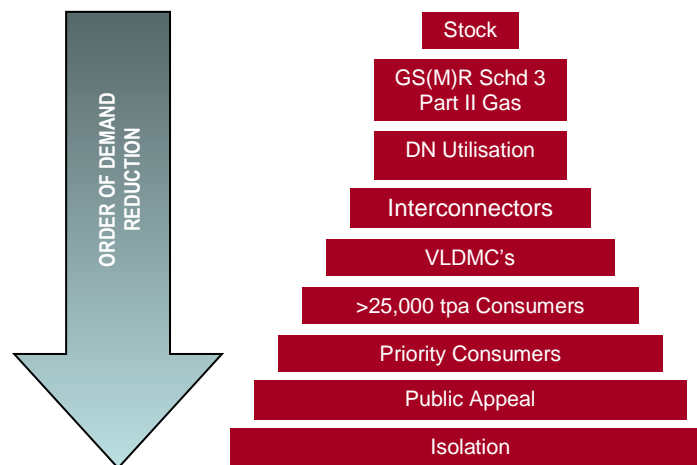 ORDER OF DEMAND
REDUCTION
Stock
GS(M)R Schd 3
Part II Gas
DN Utilisation
Interconnectors
VLDMC's
>25,000 tpa Consumers
Priority Consumers
Public Appeal
Isolation